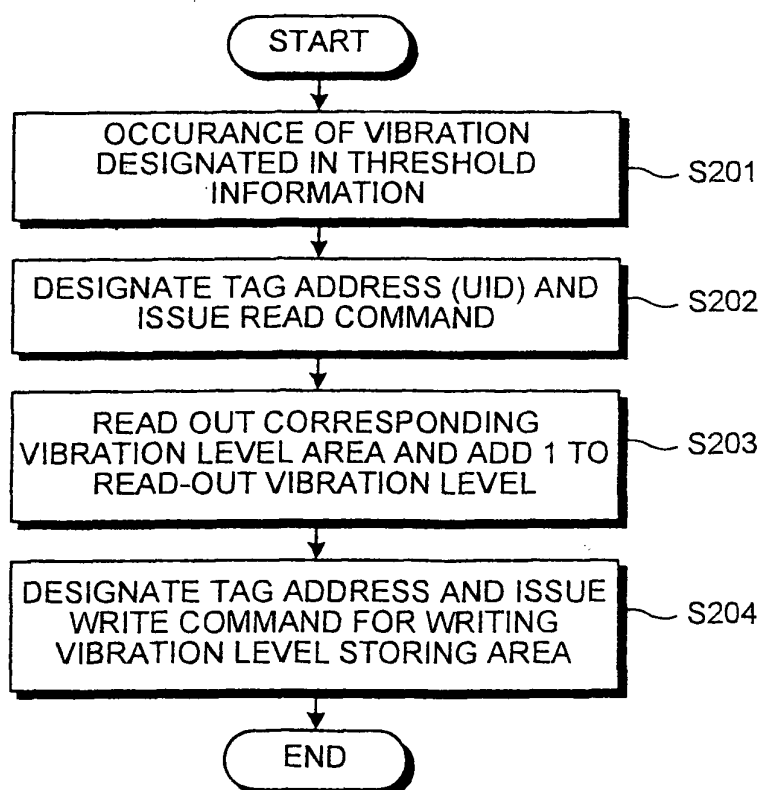 START
OCCURANCE OF VIBRATION
DESIGNATED IN THRESHOLD
INFORMATION
S201
DESIGNATE TAG ADDRESS (UID) AND
ISSUE READ COMMAND
S202
READ OUT CORRESPONDING
VIBRATION LEVEL AREA AND ADD 1 TO
READ-OUT VIBRATION LEVEL
S203
DESIGNATE TAG ADDRESS AND ISSUE
WRITE COMMAND FOR WRITING
VIBRATION LEVEL STORING AREA
S204
END